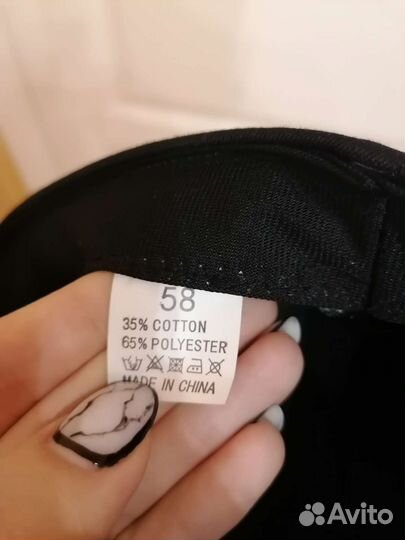 58
35% COTTON
65% POLYESTER
MADE IN CHINA
Avito